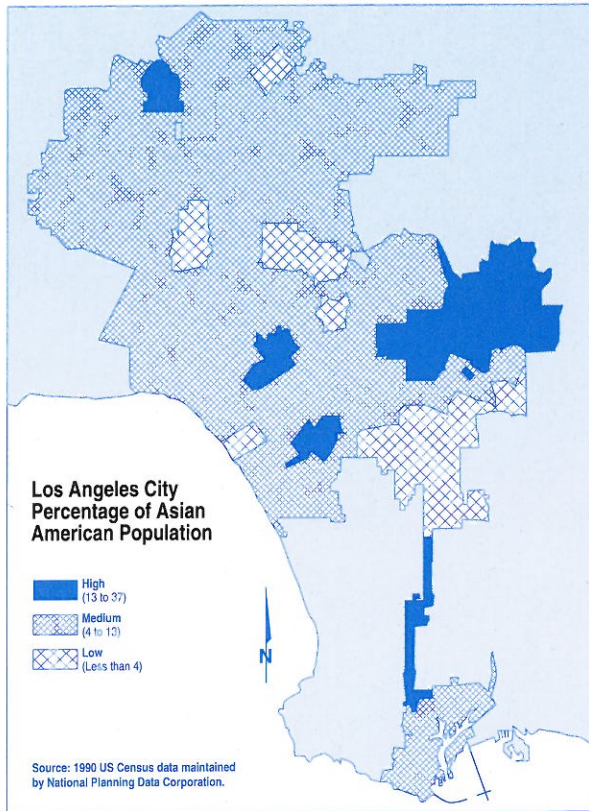 Los Angeles City
Percentage of Asian
American Population
High
(13 to 37)
Medium
(4 to 13)
Low
(Less than 4)
N
Source: 1990 US Census data maintained
by National Planning Data Corporation.